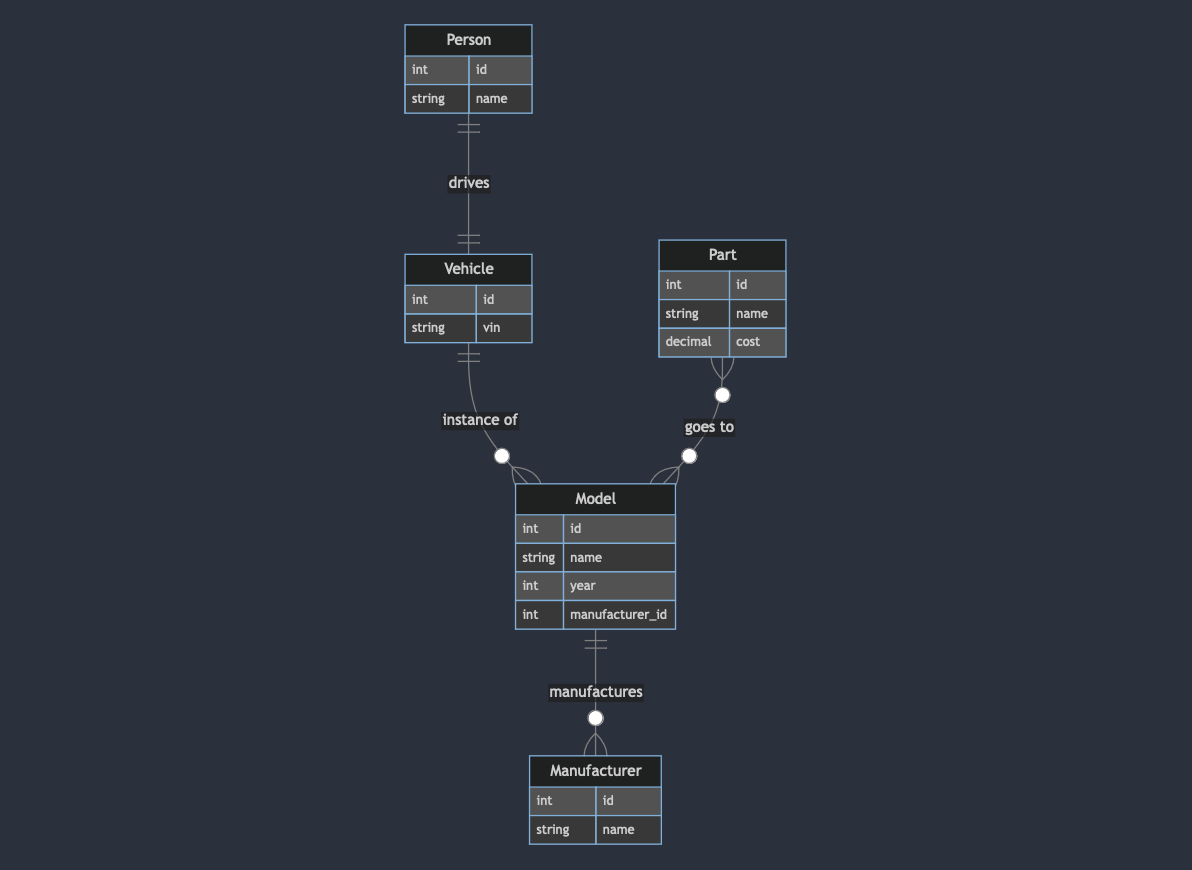 Person
int id
string name
drives
Vehicle
int id
string vin
Part
int id
string name
decimal cost
instance of
goes to
Model
int id
string name
int year
int manufacturer_id
manufactures
Manufacturer
int id
string name